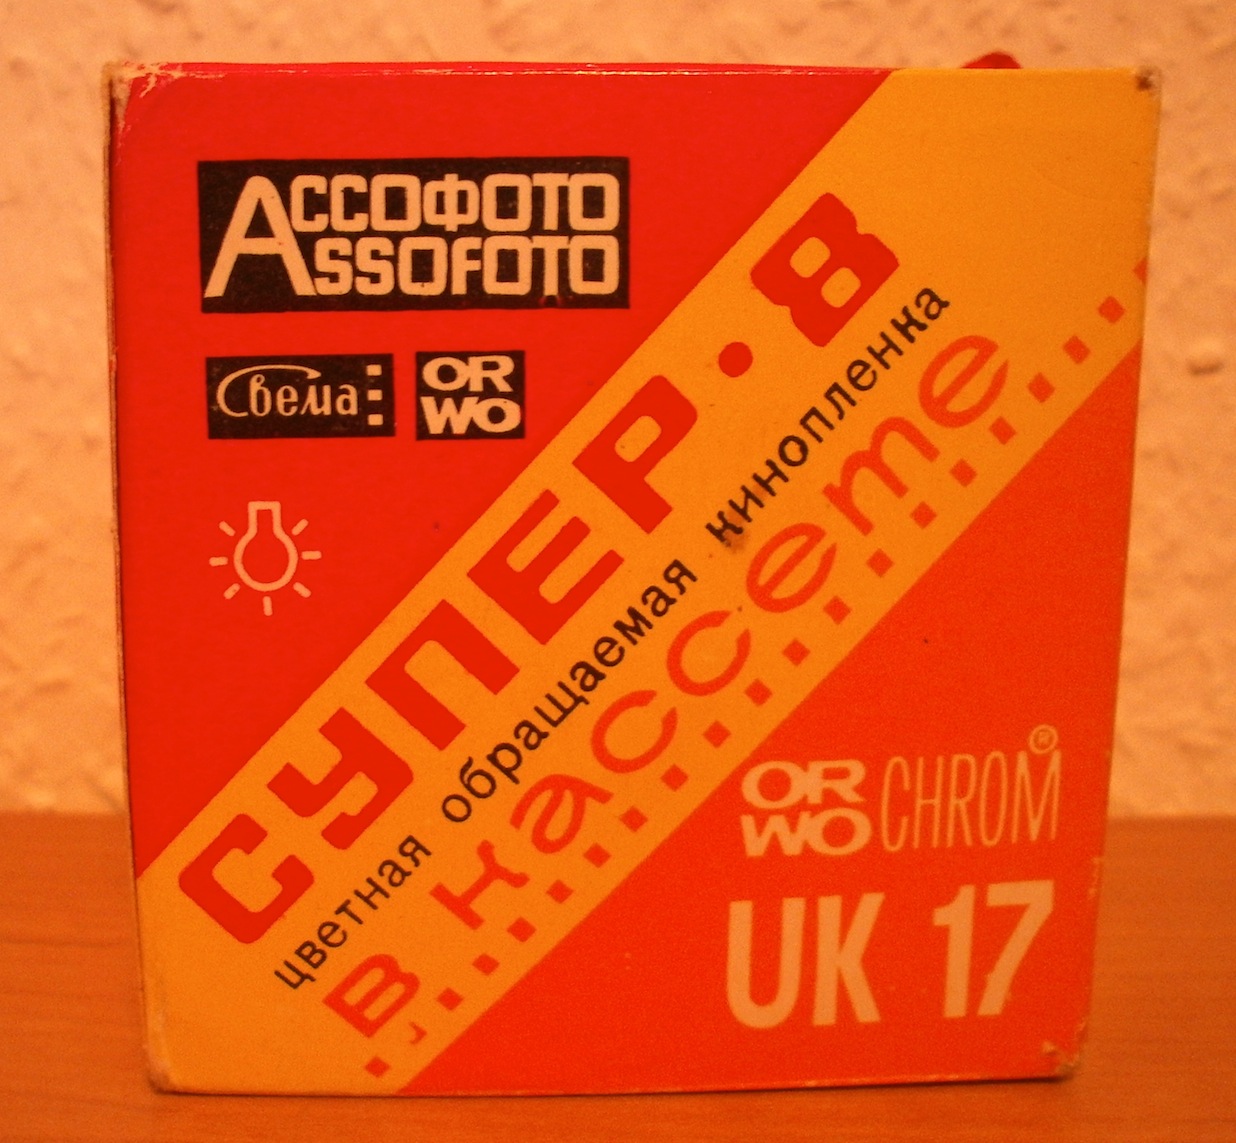 АССОФОТО
ASSOFOTO
Свема
ORWO
СУПЕР·8
цветная обращаемая кинопленка
в кассете
ORWO CHROM®
UK 17